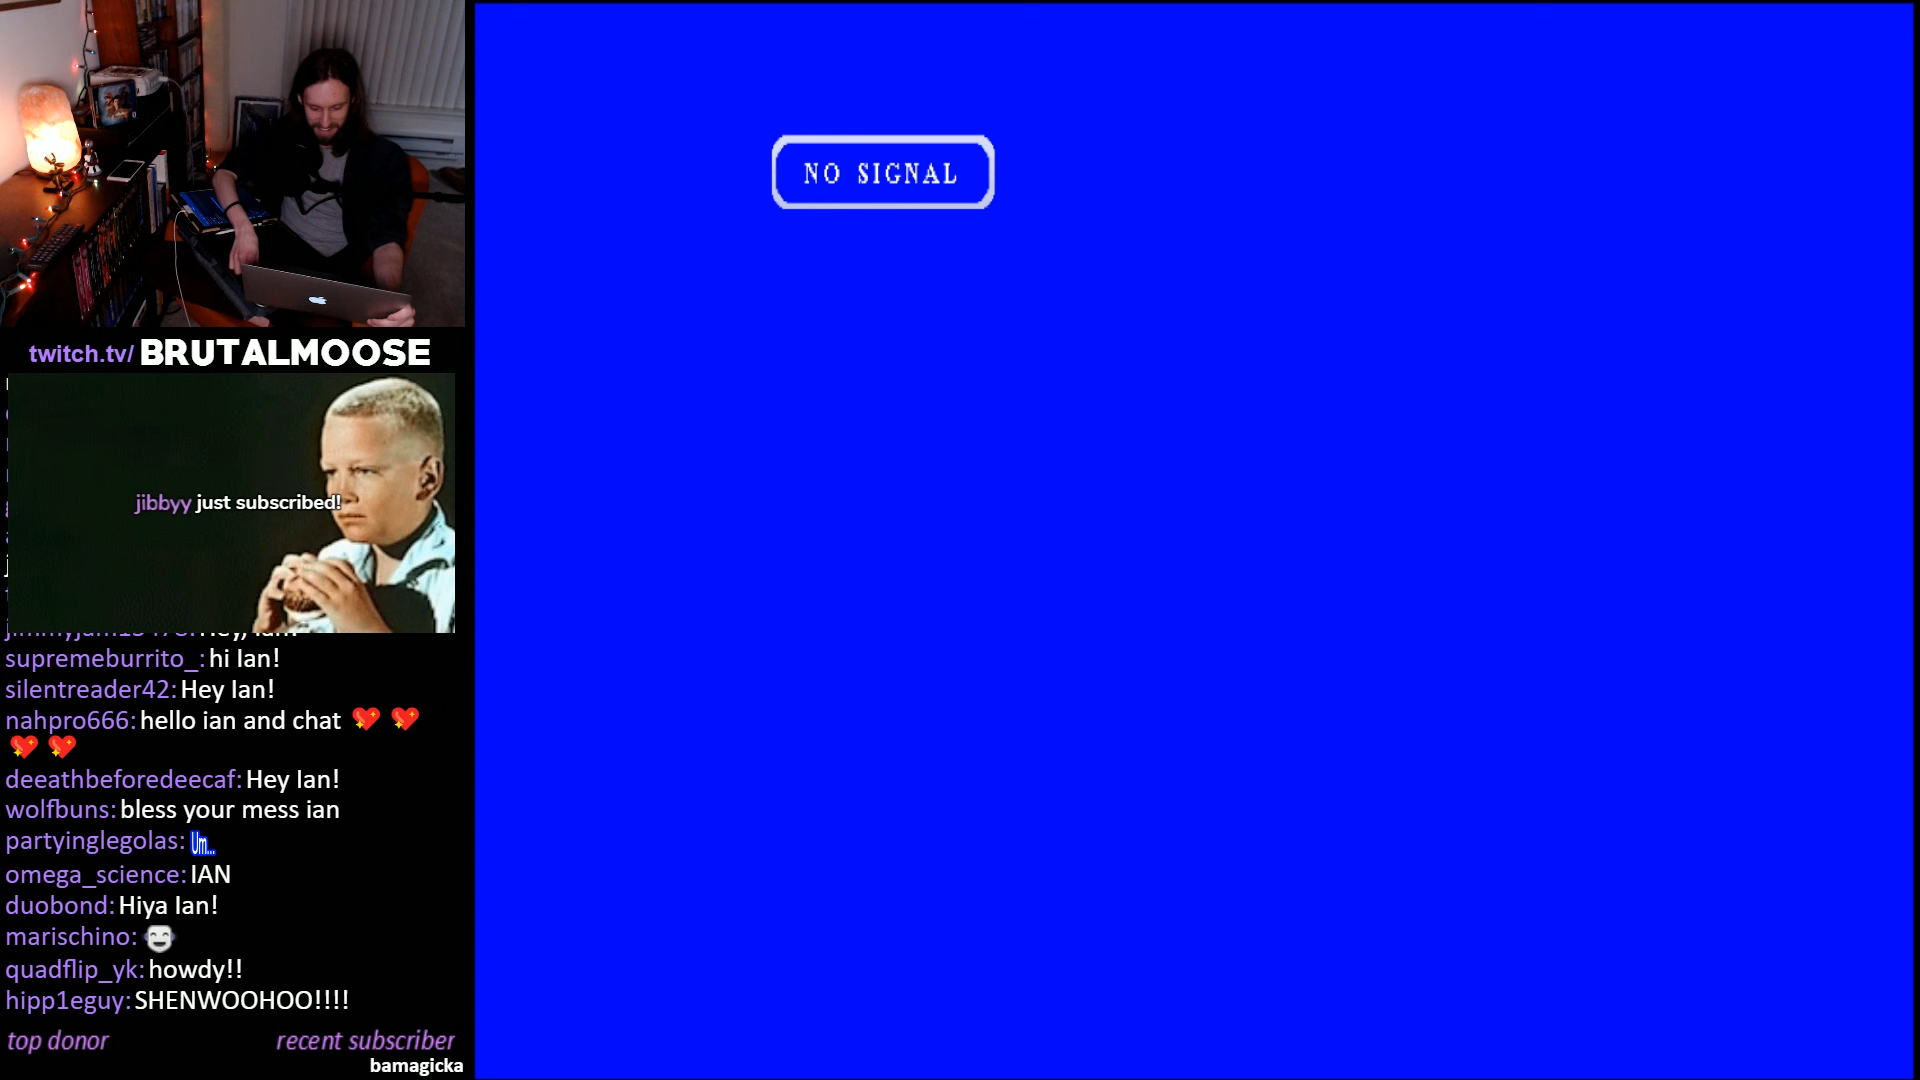 NO SIGNAL
twitch.tv/ BRUTALMOOSE
jibbyy just subscribed!
supremeburrito_: hi Ian!
silentreader42: Hey Ian!
nahpro666: hello ian and chat 💖 💖
💖 💖
deeathbeforedeecaf: Hey Ian!
wolfbuns: bless your mess ian
partyinglegolas: Um...
omega_science: IAN
duobond: Hiya Ian!
marischino:
quadflip_yk: howdy!!
hipp1eguy: SHENWOOHOO!!!!
top donor
recent subscriber
bamagicka